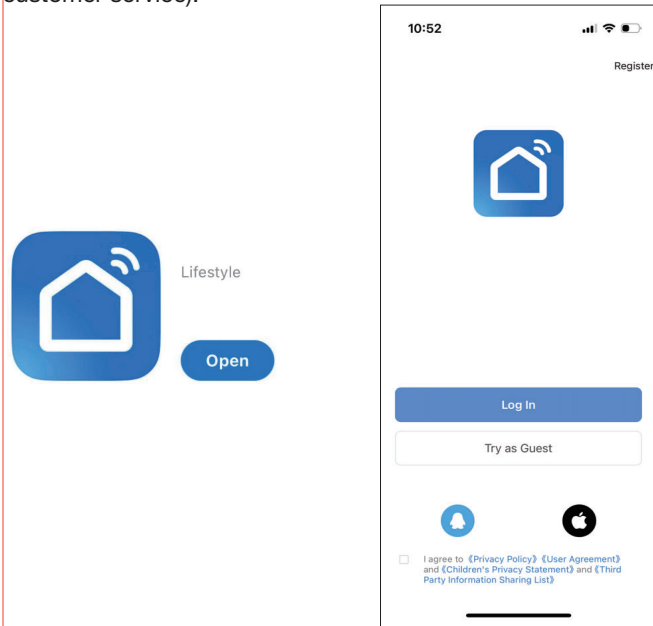 customer service).
10:52
Register
Lifestyle
Open
Log In
Try as Guest
I agree to 《Privacy Policy》《User Agreement》
and《Children's Privacy Statement》and《Third
Party Information Sharing List》